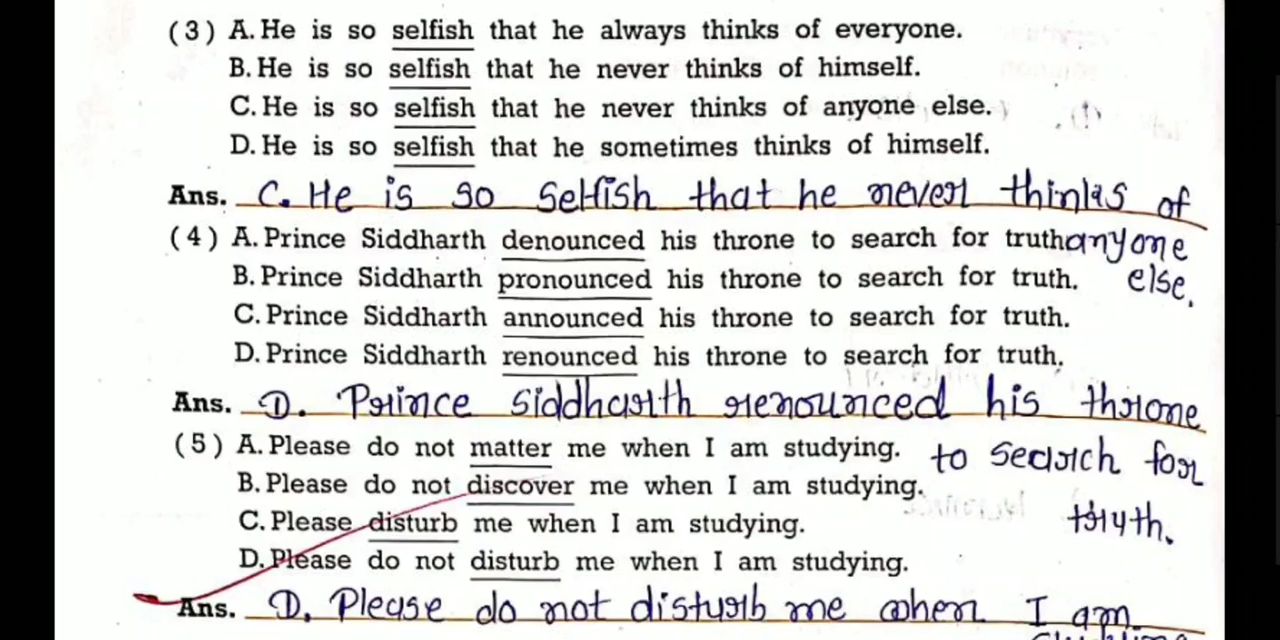 (3) A. He is so selfish that he always thinks of everyone.
B. He is so selfish that he never thinks of himself.
C. He is so selfish that he never thinks of anyone else.
D. He is so selfish that he sometimes thinks of himself.
Ans. C. He is so selfish that he never thinks of
anyone
else.
(4) A. Prince Siddharth denounced his throne to search for truth
B. Prince Siddharth pronounced his throne to search for truth.
C. Prince Siddharth announced his throne to search for truth.
D. Prince Siddharth renounced his throne to search for truth.
Ans. D. Prince Siddharth renounced his throne
to search for
truth.
(5) A. Please do not matter me when I am studying.
B. Please do not discover me when I am studying.
C. Please disturb me when I am studying.
D. Please do not disturb me when I am studying.
Ans. D. Please do not disturb me when I am